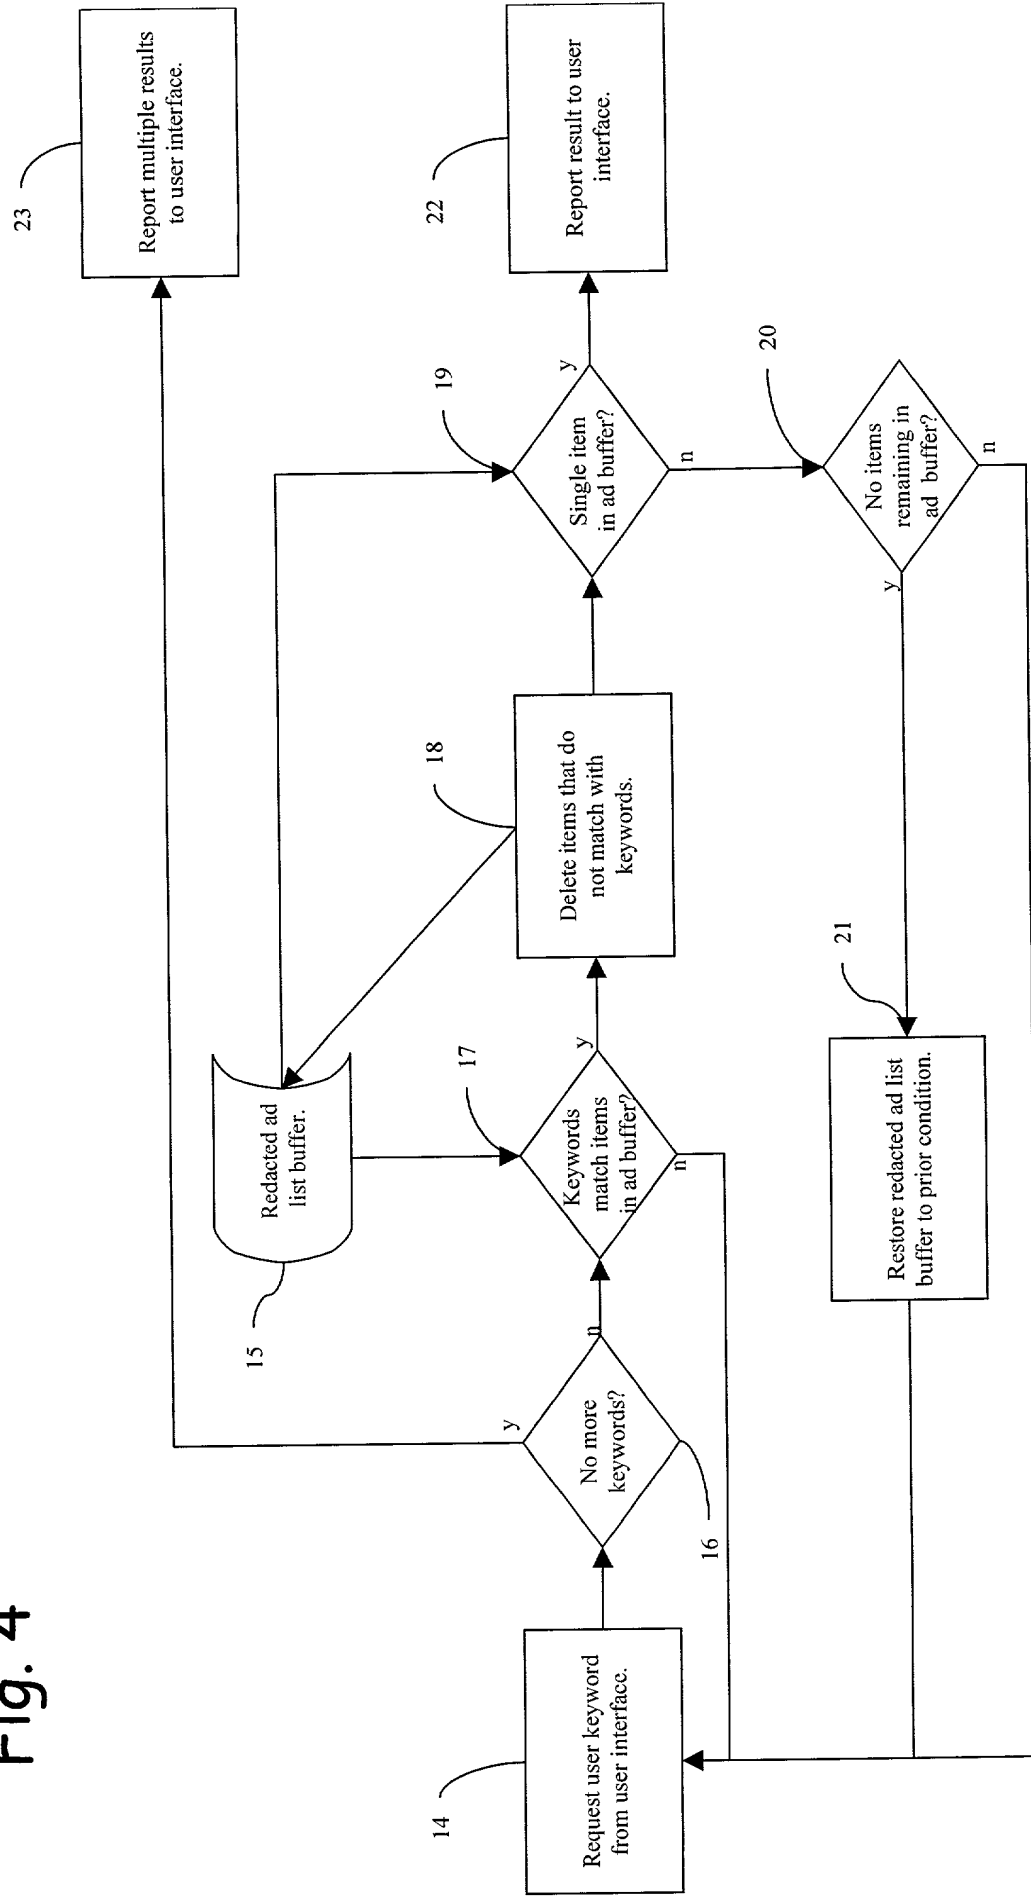 Fig. 4
23
Report multiple results
to user interface.
22
Report result to user
interface.
15
Redacted ad
list buffer.
14
Request user keyword
from user interface.
16
No more
keywords?
y
n
17
Keywords
match items
in ad buffer?
y
n
18
Delete items that do
not match with
keywords.
19
Single item
in ad buffer?
y
n
20
No items
remaining in
ad buffer?
y
n
21
Restore redacted ad list
buffer to prior condition.